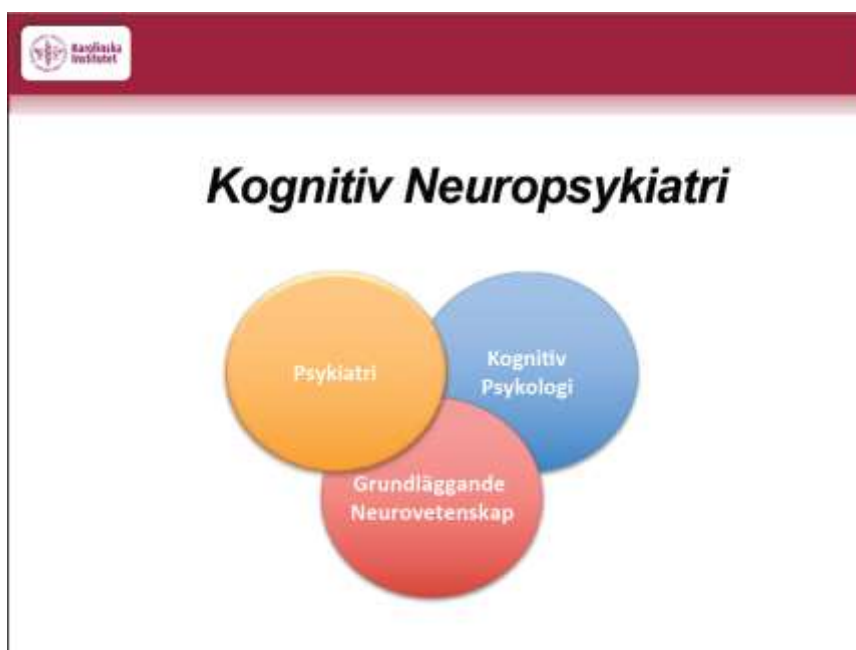 Karolinska
Institutet
Kognitiv Neuropsykiatri
Psykiatri
Kognitiv
Psykologi
Grundläggande
Neurovetenskap